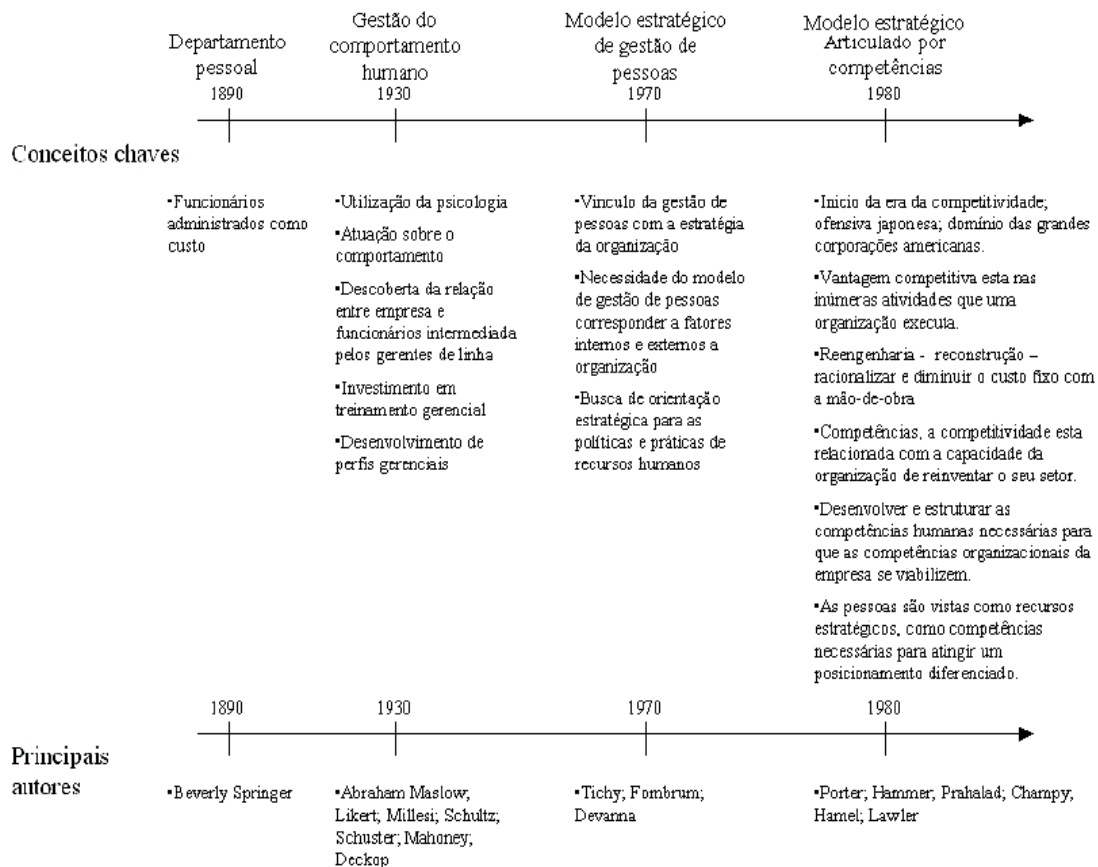 Departamento
pessoal
Gestão do
comportamento
humano
Modelo estratégico
de gestão de
pessoas
Modelo estratégico
Articulado por
competências
1890
1930
1970
1980
Conceitos chaves
▪Funcionários
administrados como
custo
▪Utilização da psicologia
▪Atuação sobre o
comportamento
▪Descoberta da relação
entre empresa e
funcionários intermediada
pelos gerentes de linha
▪Investimento em
treinamento gerencial
▪Desenvolvimento de
perfis gerenciais
▪Vinculo da gestão de
pessoas com a estratégia
da organização
▪Necessidade do modelo
de gestão de pessoas
corresponder a fatores
internos e externos a
organização
▪Busca de orientação
estratégica para as
políticas e práticas de
recursos humanos
▪Inicio da era da competitividade;
ofensiva japonesa; domínio das grandes
corporações americanas.
▪Vantagem competitiva esta nas
inúmeras atividades que uma
organização executa.
▪Reengenharia - reconstrução –
racionalizar e diminuir o custo fixo com
a mão-de-obra
▪Competências, a competitividade esta
relacionada com a capacidade da
organização de reinventar o seu setor.
▪Desenvolver e estruturar as
competências humanas necessárias para
que as competências organizacionais da
empresa se viabilizem.
▪As pessoas são vistas como recursos
estratégicos, como competências
necessárias para atingir um
posicionamento diferenciado.
1890
1930
1970
1980
Principais
autores
▪Beverly Springer
▪Abraham Maslow;
Likert; Millesi; Schultz;
Schuster; Mahoney;
Deckop
▪Tichy; Fombrum;
Devanna
▪Porter; Hammer; Prahalad; Champy;
Hamel; Lawler